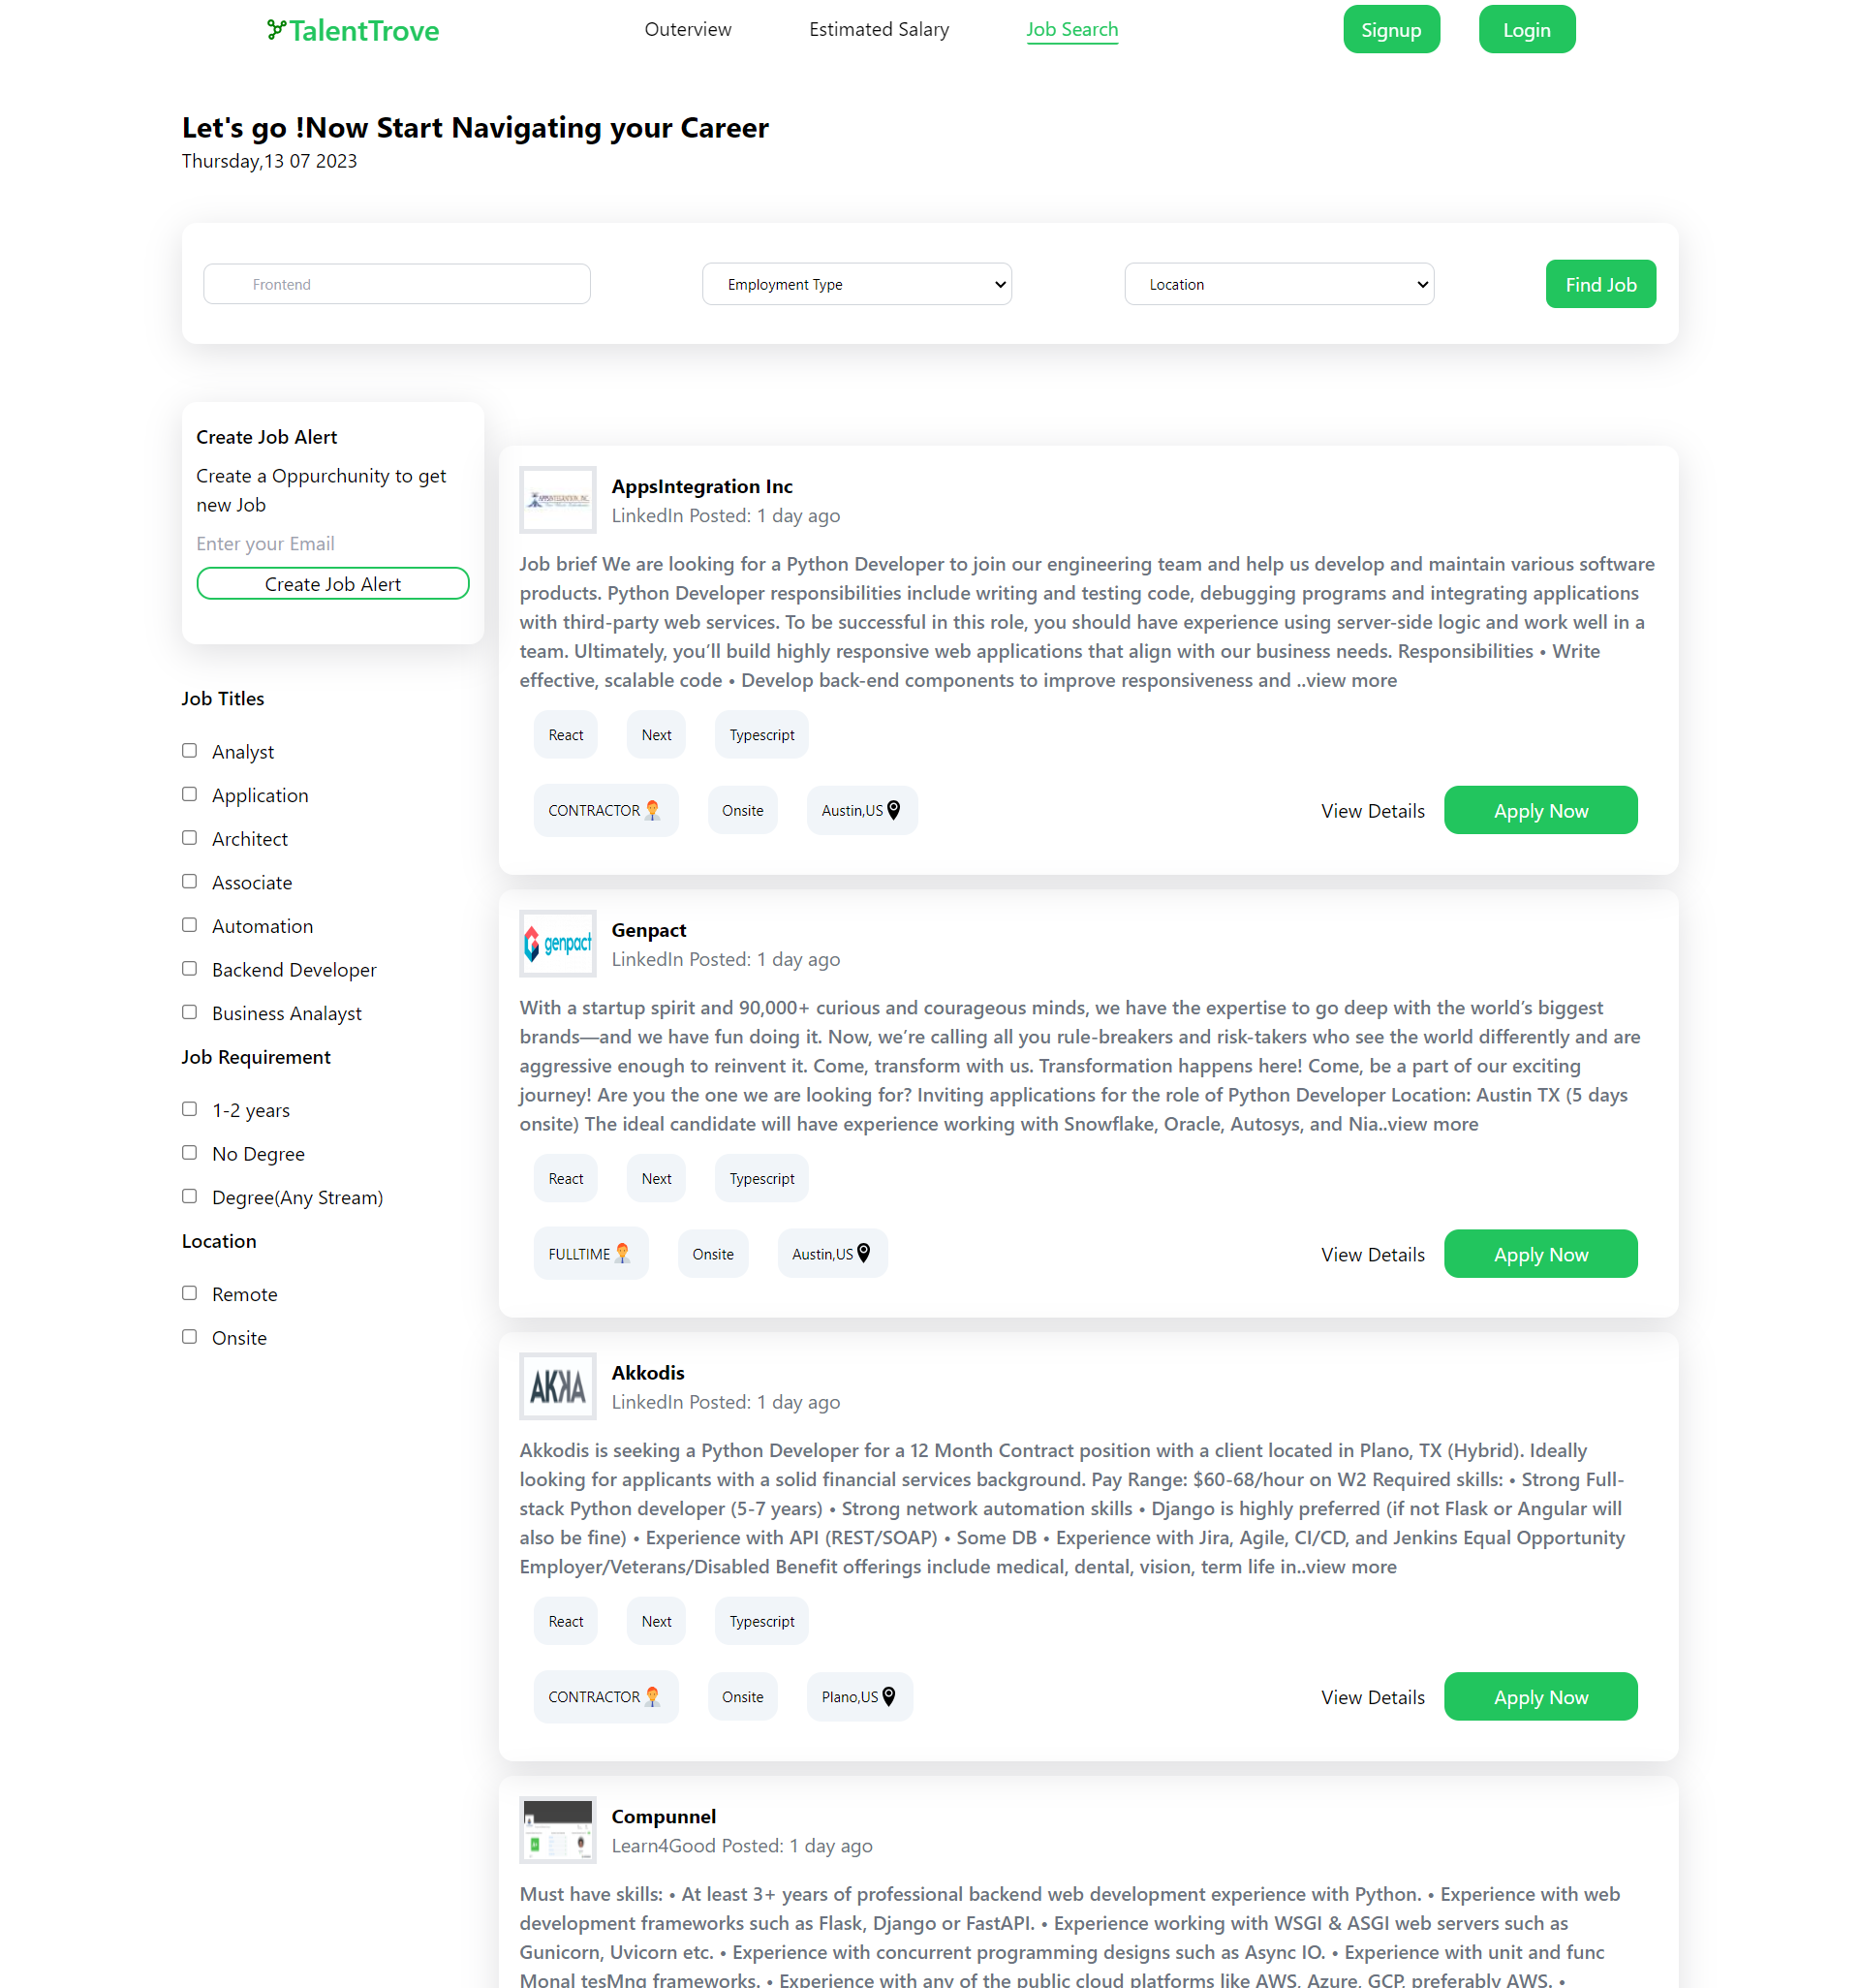 TalentTrove
Outerview
Estimated Salary
Job Search
Signup
Login
Let's go !Now Start Navigating your Career
Thursday,13 07 2023
Frontend
Employment Type
Location
Find Job
Create Job Alert
Create a Oppurchunity to get
new Job
Enter your Email
Create Job Alert
Job Titles
Analyst
Application
Architect
Associate
Automation
Backend Developer
Business Analayst
Job Requirement
1-2 years
No Degree
Degree(Any Stream)
Location
Remote
Onsite
APPSINTEGRATION, INC.
AppsIntegration Inc
LinkedIn Posted: 1 day ago
Job brief We are looking for a Python Developer to join our engineering team and help us develop and maintain various software
products. Python Developer responsibilities include writing and testing code, debugging programs and integrating applications
with third-party web services. To be successful in this role, you should have experience using server-side logic and work well in a
team. Ultimately, you’ll build highly responsive web applications that align with our business needs. Responsibilities • Write
effective, scalable code • Develop back-end components to improve responsiveness and ..view more
React
Next
Typescript
CONTRACTOR
Onsite
Austin,US
View Details
Apply Now
genpact
Genpact
LinkedIn Posted: 1 day ago
With a startup spirit and 90,000+ curious and courageous minds, we have the expertise to go deep with the world’s biggest
brands—and we have fun doing it. Now, we’re calling all you rule-breakers and risk-takers who see the world differently and are
aggressive enough to reinvent it. Come, transform with us. Transformation happens here! Come, be a part of our exciting
journey! Are you the one we are looking for? Inviting applications for the role of Python Developer Location: Austin TX (5 days
onsite) The ideal candidate will have experience working with Snowflake, Oracle, Autosys, and Nia..view more
React
Next
Typescript
FULLTIME
Onsite
Austin,US
View Details
Apply Now
AKKA
Akkodis
LinkedIn Posted: 1 day ago
Akkodis is seeking a Python Developer for a 12 Month Contract position with a client located in Plano, TX (Hybrid). Ideally
looking for applicants with a solid financial services background. Pay Range: $60-68/hour on W2 Required skills: • Strong Full-
stack Python developer (5-7 years) • Strong network automation skills • Django is highly preferred (if not Flask or Angular will
also be fine) • Experience with API (REST/SOAP) • Some DB • Experience with Jira, Agile, CI/CD, and Jenkins Equal Opportunity
Employer/Veterans/Disabled Benefit offerings include medical, dental, vision, term life in..view more
React
Next
Typescript
CONTRACTOR
Onsite
Plano,US
View Details
Apply Now
Compunnel
Learn4Good Posted: 1 day ago
Must have skills: • At least 3+ years of professional backend web development experience with Python. • Experience with web
development frameworks such as Flask, Django or FastAPI. • Experience working with WSGI & ASGI web servers such as
Gunicorn, Uvicorn etc. • Experience with concurrent programming designs such as Async IO. • Experience with unit and func
Monal tesMng frameworks. • Experience with any of the public cloud platforms like AWS, Azure, GCP, preferably AWS. •